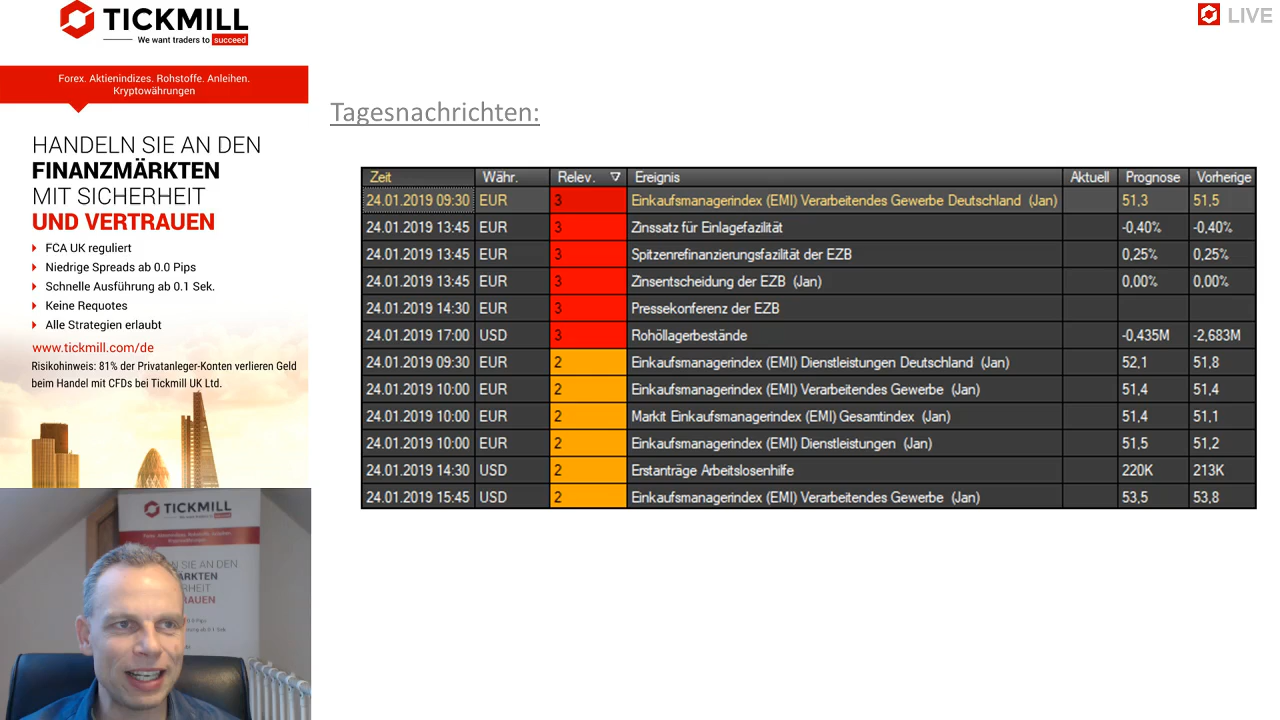 TICKMILL
We want traders to succeed
LIVE
Forex. Aktienindizes. Rohstoffe. Anleihen.
Kryptowährungen
HANDELN SIE AN DEN
FINANZMÄRKTEN
MIT SICHERHEIT
UND VERTRAUEN
FCA UK reguliert
Niedrige Spreads ab 0.0 Pips
Schnelle Ausführung ab 0.1 Sek.
Keine Requotes
Alle Strategien erlaubt
www.tickmill.com/de
Risikohinweis: 81% der Privatanleger-Konten verlieren Geld
beim Handel mit CFDs bei Tickmill UK Ltd.
Tagesnachrichten:
Zeit Währ. Relev. Ereignis Aktuell Prognose Vorherige
24.01.2019 09:30 EUR 3 Einkaufsmanagerindex (EMI) Verarbeitendes Gewerbe Deutschland (Jan) 51,3 51,5
24.01.2019 13:45 EUR 3 Zinssatz für Einlagefazilität -0,40% -0,40%
24.01.2019 13:45 EUR 3 Spitzenrefinanzierungsfazilität der EZB 0,25% 0,25%
24.01.2019 13:45 EUR 3 Zinsentscheidung der EZB (Jan) 0,00% 0,00%
24.01.2019 14:30 EUR 3 Pressekonferenz der EZB
24.01.2019 17:00 USD 3 Rohöllagerbestände -0,435M -2,683M
24.01.2019 09:30 EUR 2 Einkaufsmanagerindex (EMI) Dienstleistungen Deutschland (Jan) 52,1 51,8
24.01.2019 10:00 EUR 2 Einkaufsmanagerindex (EMI) Verarbeitendes Gewerbe (Jan) 51,4 51,4
24.01.2019 10:00 EUR 2 Markit Einkaufsmanagerindex (EMI) Gesamtindex (Jan) 51,4 51,1
24.01.2019 10:00 EUR 2 Einkaufsmanagerindex (EMI) Dienstleistungen (Jan) 51,5 51,2
24.01.2019 14:30 USD 2 Erstanträge Arbeitslosenhilfe 220K 213K
24.01.2019 15:45 USD 2 Einkaufsmanagerindex (EMI) Verarbeitendes Gewerbe (Jan) 53,5 53,8
TICKMILL